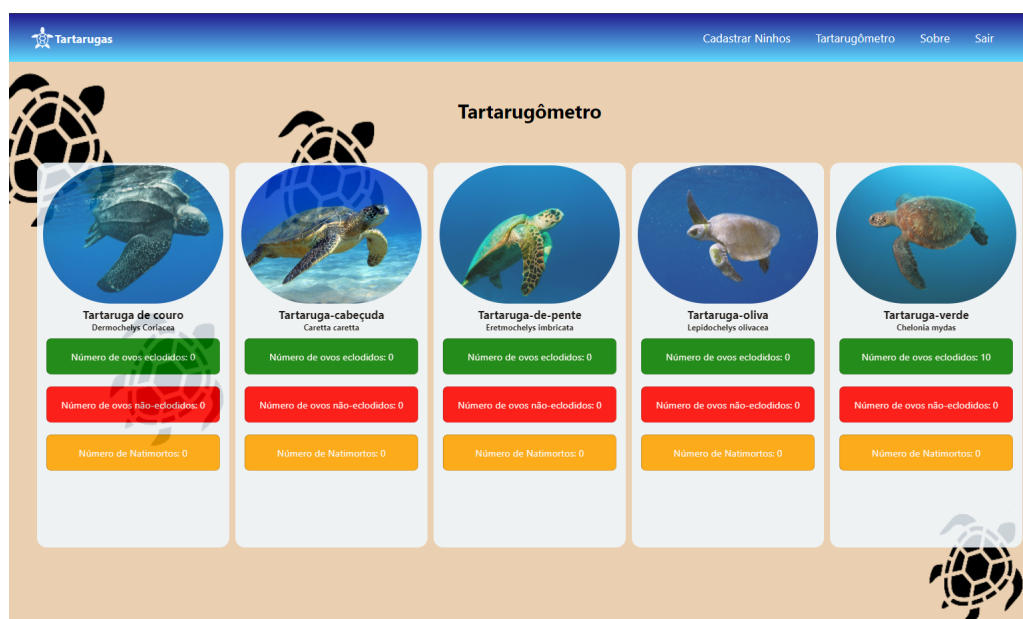 Tartarugas
Cadastrar Ninhos
Tartarugômetro
Sobre
Sair
Tartarugômetro
Tartaruga de couro
Dermochelys Coriacea
Número de ovos eclodidos: 0
Número de ovos não-eclodidos: 0
Número de Natimortos: 0
Tartaruga-cabeçuda
Caretta caretta
Número de ovos eclodidos: 0
Número de ovos não-eclodidos: 0
Número de Natimortos: 0
Tartaruga-de-pente
Eretmochelys imbricata
Número de ovos eclodidos: 0
Número de ovos não-eclodidos: 0
Número de Natimortos: 0
Tartaruga-oliva
Lepidochelys olivacea
Número de ovos eclodidos: 0
Número de ovos não-eclodidos: 0
Número de Natimortos: 0
Tartaruga-verde
Chelonia mydas
Número de ovos eclodidos: 10
Número de ovos não-eclodidos: 0
Número de Natimortos: 0